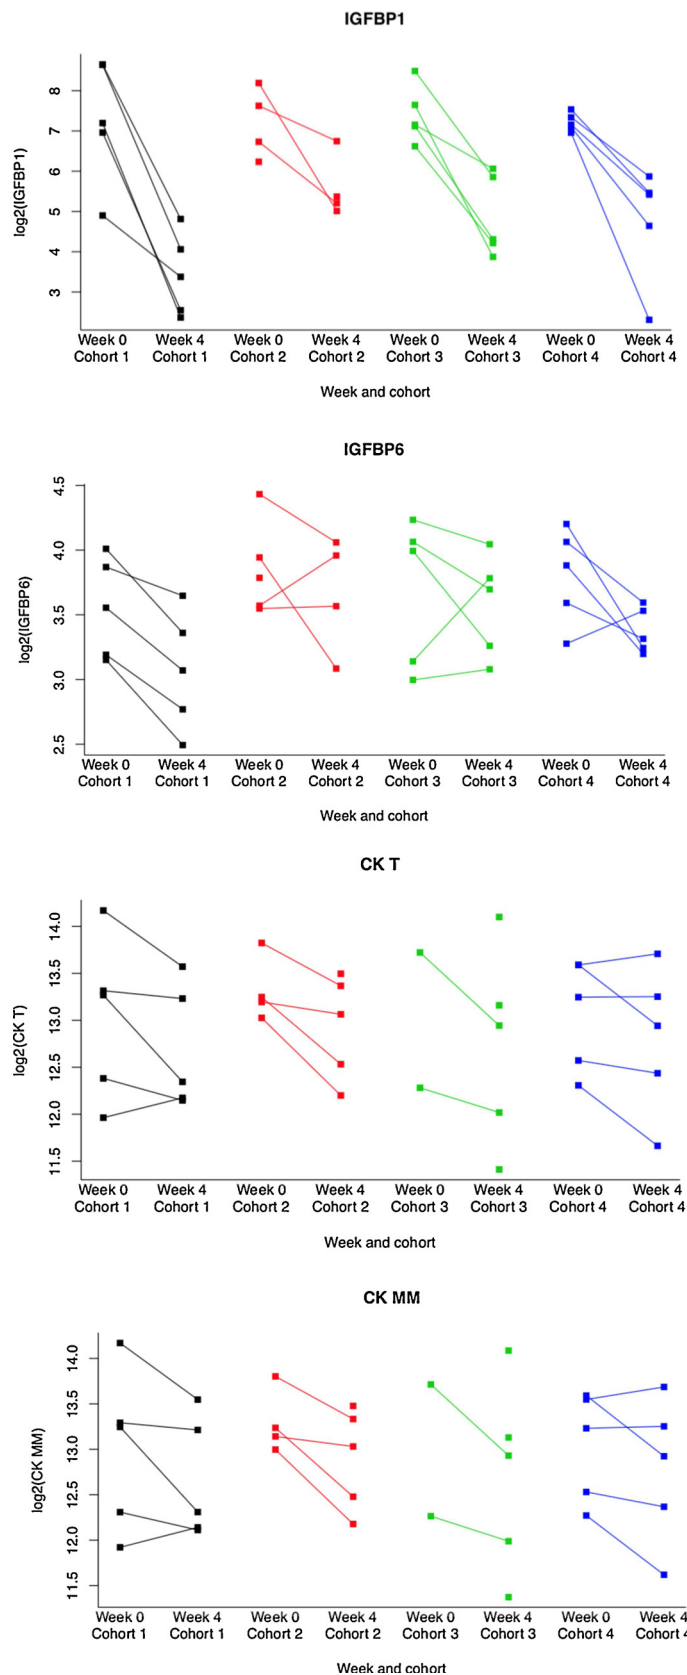 IGFBP1
log2(IGFBP1)
8
7
6
5
4
3
Week 0 Week 4 Week 0 Week 4 Week 0 Week 4 Week 0 Week 4
Cohort 1 Cohort 1 Cohort 2 Cohort 2 Cohort 3 Cohort 3 Cohort 4 Cohort 4
Week and cohort
IGFBP6
log2(IGFBP6)
4.5
4.0
3.5
3.0
2.5
Week 0 Week 4 Week 0 Week 4 Week 0 Week 4 Week 0 Week 4
Cohort 1 Cohort 1 Cohort 2 Cohort 2 Cohort 3 Cohort 3 Cohort 4 Cohort 4
Week and cohort
CK T
log2(CK T)
14.0
13.5
13.0
12.5
12.0
11.5
Week 0 Week 4 Week 0 Week 4 Week 0 Week 4 Week 0 Week 4
Cohort 1 Cohort 1 Cohort 2 Cohort 2 Cohort 3 Cohort 3 Cohort 4 Cohort 4
Week and cohort
CK MM
log2(CK MM)
14.0
13.5
13.0
12.5
12.0
11.5
Week 0 Week 4 Week 0 Week 4 Week 0 Week 4 Week 0 Week 4
Cohort 1 Cohort 1 Cohort 2 Cohort 2 Cohort 3 Cohort 3 Cohort 4 Cohort 4
Week and cohort